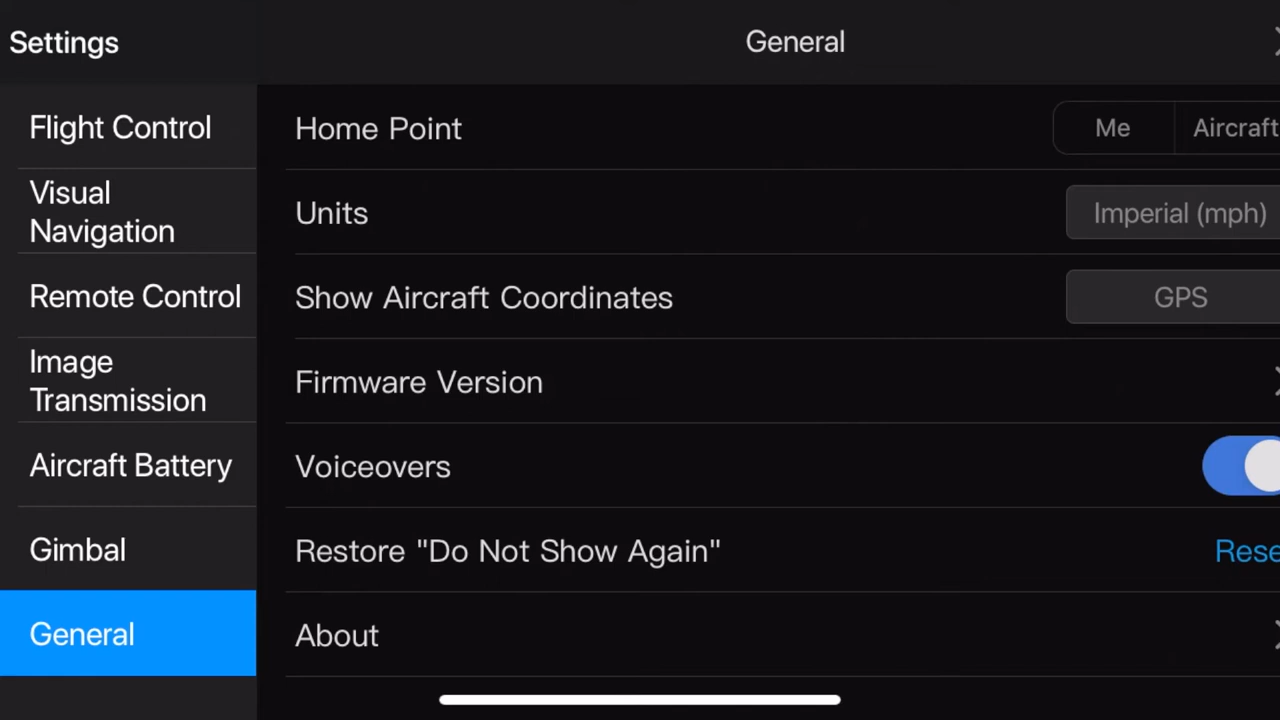 Settings
General
Flight Control
Visual
Navigation
Remote Control
Image
Transmission
Aircraft Battery
Gimbal
General
Home Point
Me
Aircraft
Units
Imperial (mph)
Show Aircraft Coordinates
GPS
Firmware Version
Voiceovers
Restore "Do Not Show Again"
Rese
About